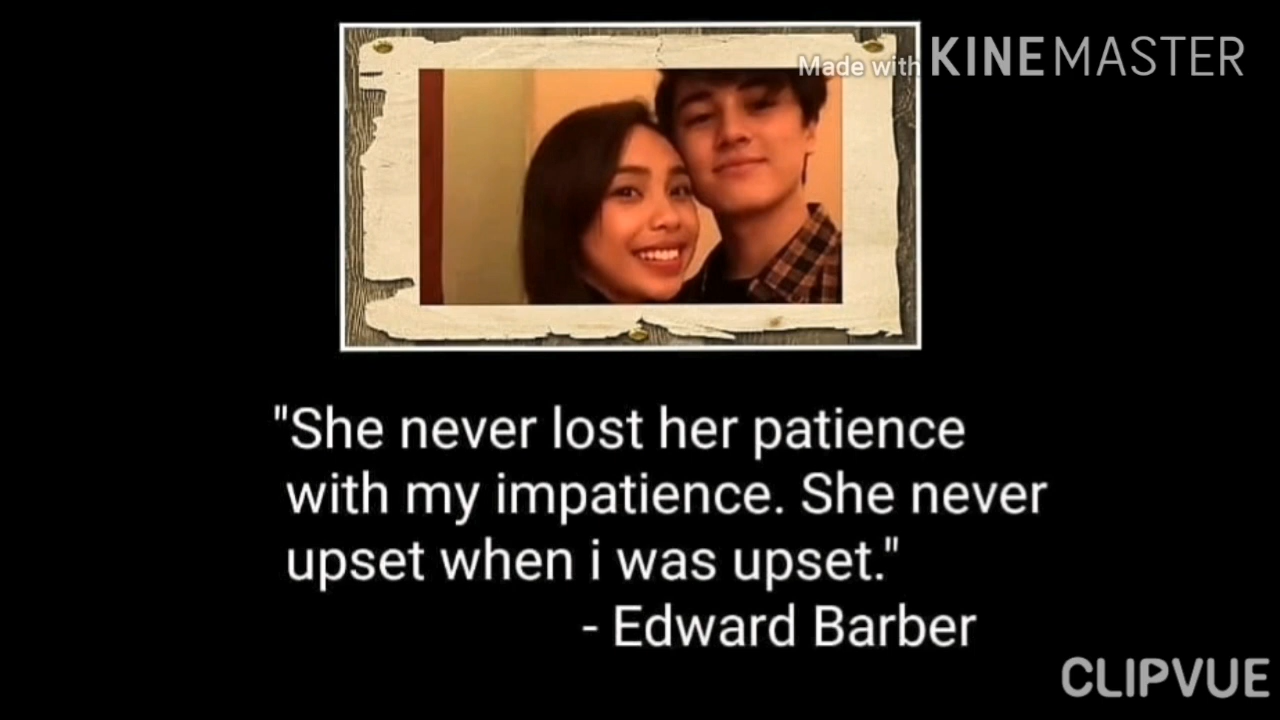 Made with KINEMASTER
"She never lost her patience
with my impatience. She never
upset when i was upset."
- Edward Barber
CLIPVUE